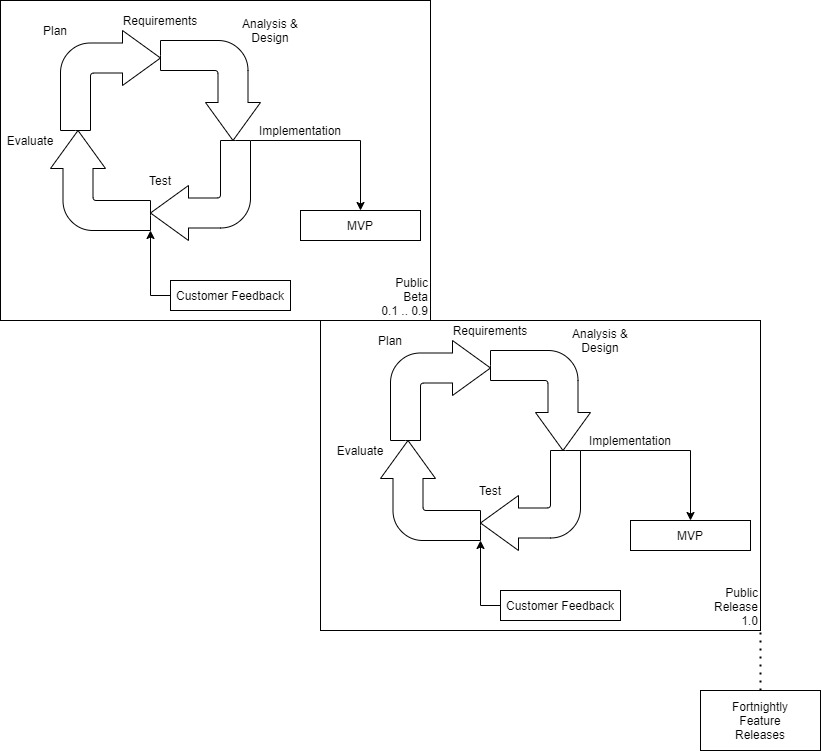 Requirements
Plan
Analysis &
Design
Implementation
Evaluate
Test
MVP
Customer Feedback
Public
Beta
0.1 .. 0.9
Requirements
Plan
Analysis &
Design
Implementation
Evaluate
Test
MVP
Customer Feedback
Public
Release
1.0
Fortnightly
Feature
Releases